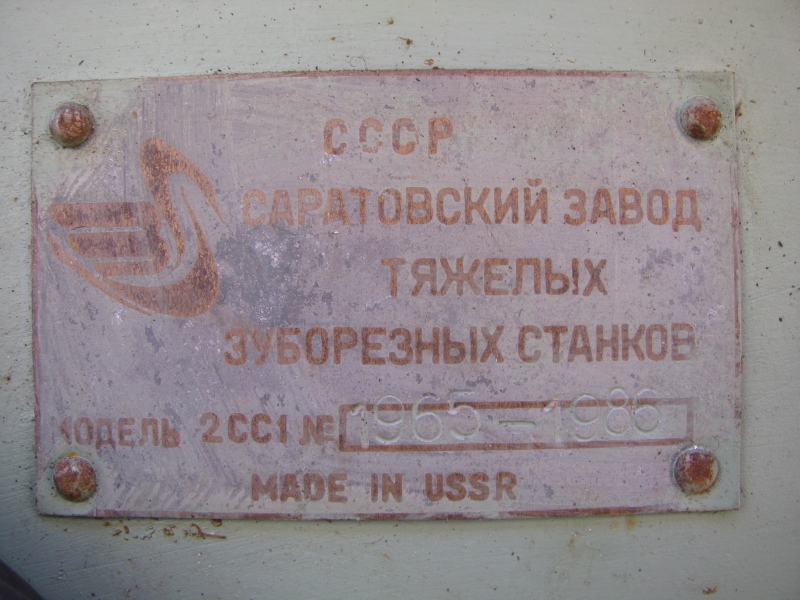 СССР
САРАТОВСКИЙ ЗАВОД
ТЯЖЕЛЫХ
ЗУБОРЕЗНЫХ СТАНКОВ
МОДЕЛЬ 2СС1 № 1965-1986
MADE IN USSR